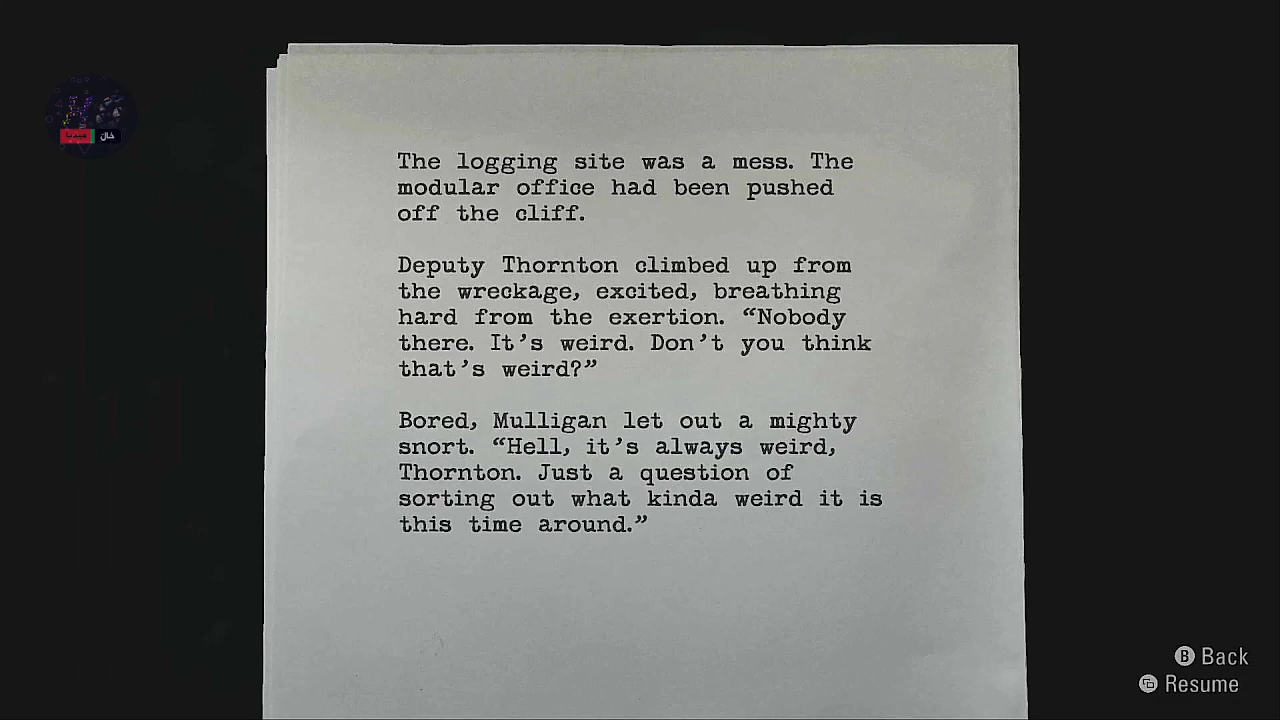 The logging site was a mess. The
modular office had been pushed
off the cliff.
Deputy Thornton climbed up from
the wreckage, excited, breathing
hard from the exertion. “Nobody
there. It’s weird. Don’t you think
that’s weird?”
Bored, Mulligan let out a mighty
snort. “Hell, it’s always weird,
Thornton. Just a question of
sorting out what kinda weird it is
this time around.”
B Back
Resume